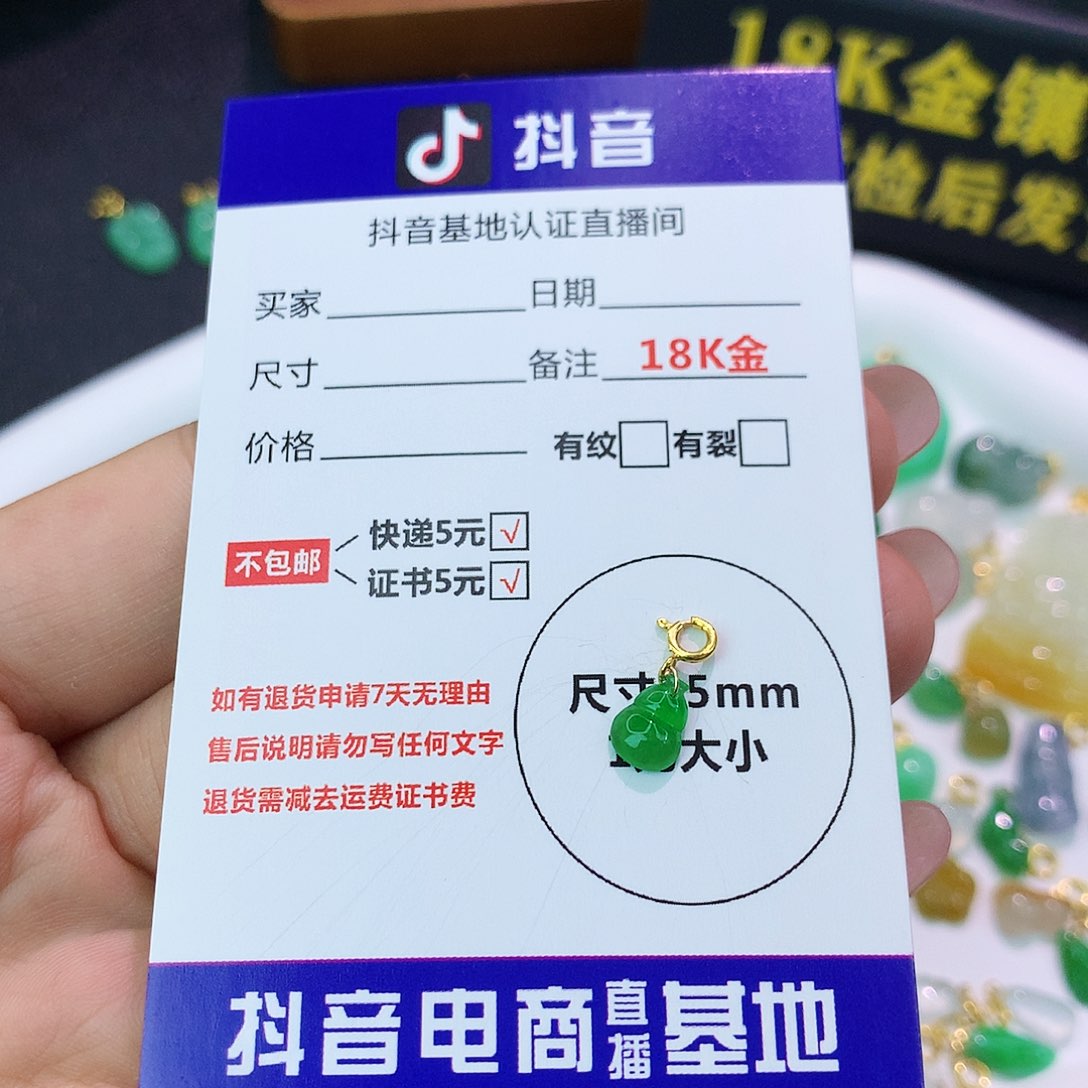 18K金镶
检后发
抖音
抖音基地认证直播间
买家 日期
尺寸 备注 18K金
价格 有纹 有裂
不包邮 快递5元 √
证书5元 √
如有退货申请7天无理由
售后说明请勿写任何文字
退货需减去运费证书费
尺寸 5mm
大小
抖音电商直播基地